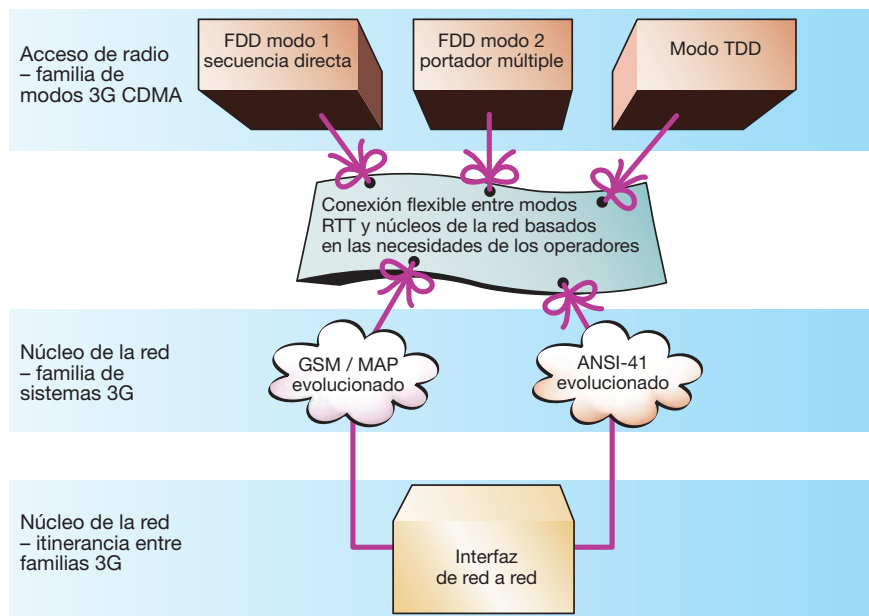 Acceso de radio
– familia de
modos 3G CDMA
FDD modo 1
secuencia directa
FDD modo 2
portador múltiple
Modo TDD
Conexión flexible entre modos
RTT y núcleos de la red basados
en las necesidades de los operadores
Núcleo de la red
– familia de
sistemas 3G
GSM / MAP
evolucionado
ANSI-41
evolucionado
Núcleo de la red
– itinerancia entre
familias 3G
Interfaz
de red a red